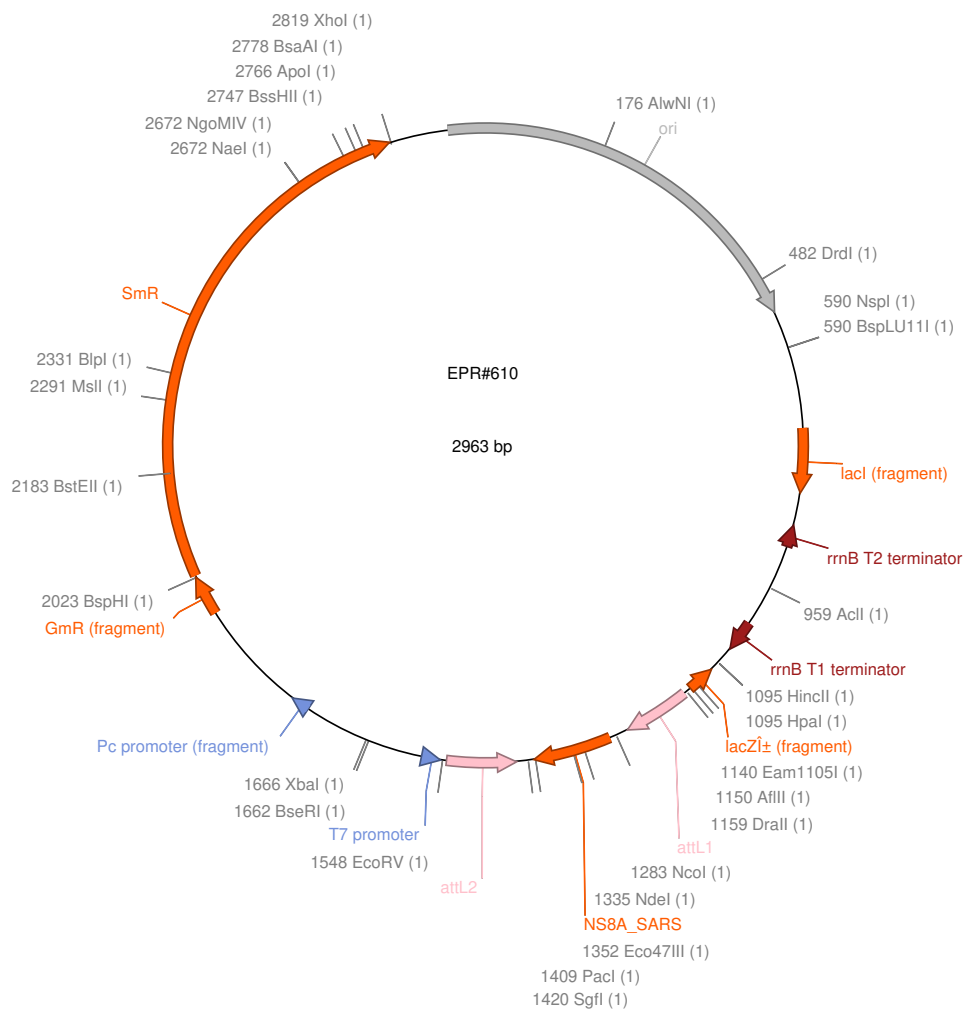 2819 XhoI (1)
2778 BsaAI (1)
2766 ApoI (1)
2747 BssHII (1)
2672 NgoMIV (1)
2672 NaeI (1)
176 AlwNI (1)
ori
482 DrdI (1)
590 NspI (1)
590 BspLU11I (1)
SmR
2331 BlpI (1)
2291 MslI (1)
EPR#610
2963 bp
2183 BstEII (1)
lacI (fragment)
rrnB T2 terminator
2023 BspHI (1)
GmR (fragment)
959 AclI (1)
rrnB T1 terminator
1095 HincII (1)
1095 HpaI (1)
lacZÎ± (fragment)
Pc promoter (fragment)
1140 Eam1105I (1)
1150 AflII (1)
1159 DraII (1)
1666 XbaI (1)
1662 BseRI (1)
T7 promoter
1548 EcoRV (1)
attL1
attL2
1283 NcoI (1)
1335 NdeI (1)
NS8A_SARS
1352 Eco47III (1)
1409 PacI (1)
1420 SgfI (1)